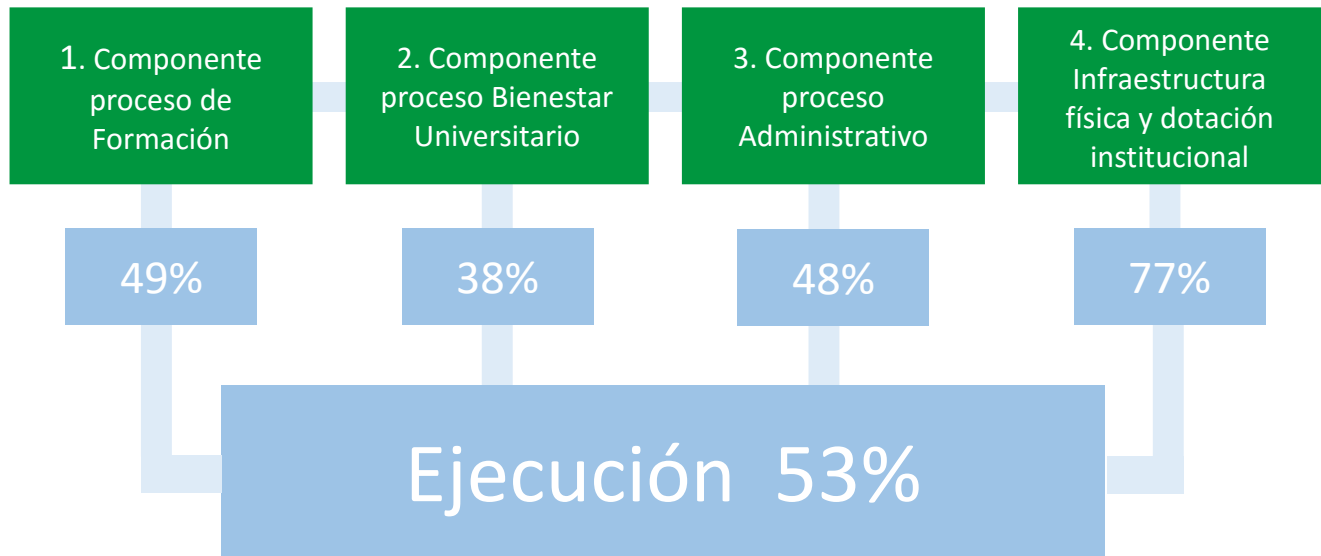 1. Componente
proceso de
Formación
2. Componente
proceso Bienestar
Universitario
3. Componente
proceso
Administrativo
4. Componente
Infraestructura
física y dotación
institucional
49%
38%
48%
77%
Ejecución 53%